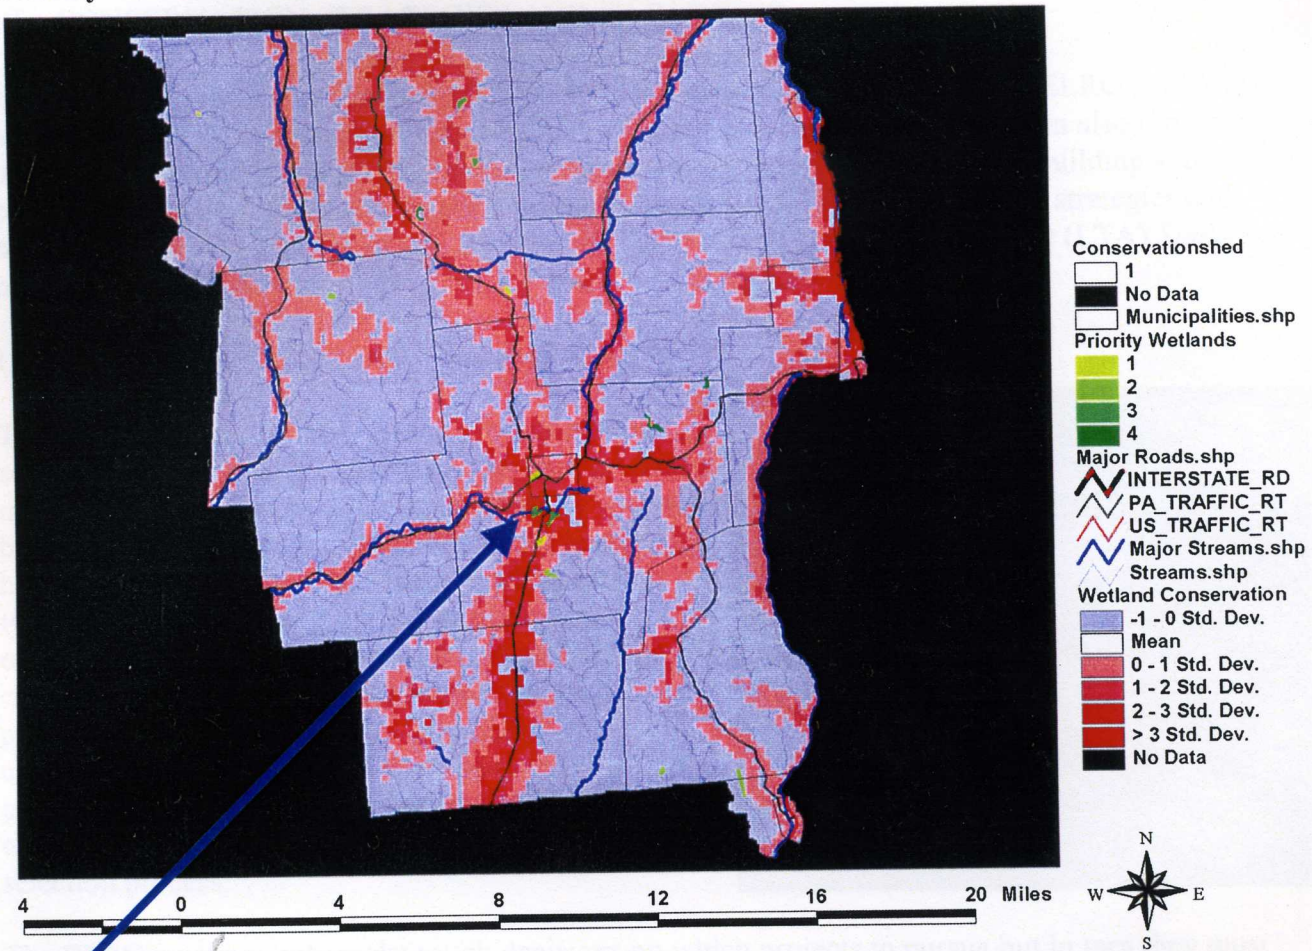 Conservationshed
1
No Data
Municipalities.shp
Priority Wetlands
1
2
3
4
Major Roads.shp
INTERSTATE_RD
PA_TRAFFIC_RT
US_TRAFFIC_RT
Major Streams.shp
Streams.shp
Wetland Conservation
-1 - 0 Std. Dev.
Mean
0 - 1 Std. Dev.
1 - 2 Std. Dev.
2 - 3 Std. Dev.
> 3 Std. Dev.
No Data
N
W E
S
4 0 4 8 12 16 20 Miles